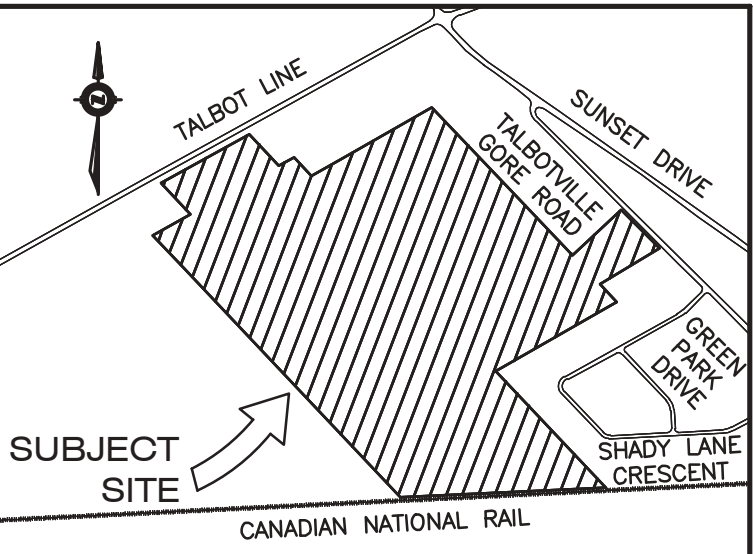 TALBOT LINE
SUNSET DRIVE
TALBOTVILLE
GORE ROAD
N
GREEN
PARK
DRIVE
SUBJECT
SITE
SHADY LANE
CRESCENT
CANADIAN NATIONAL RAIL